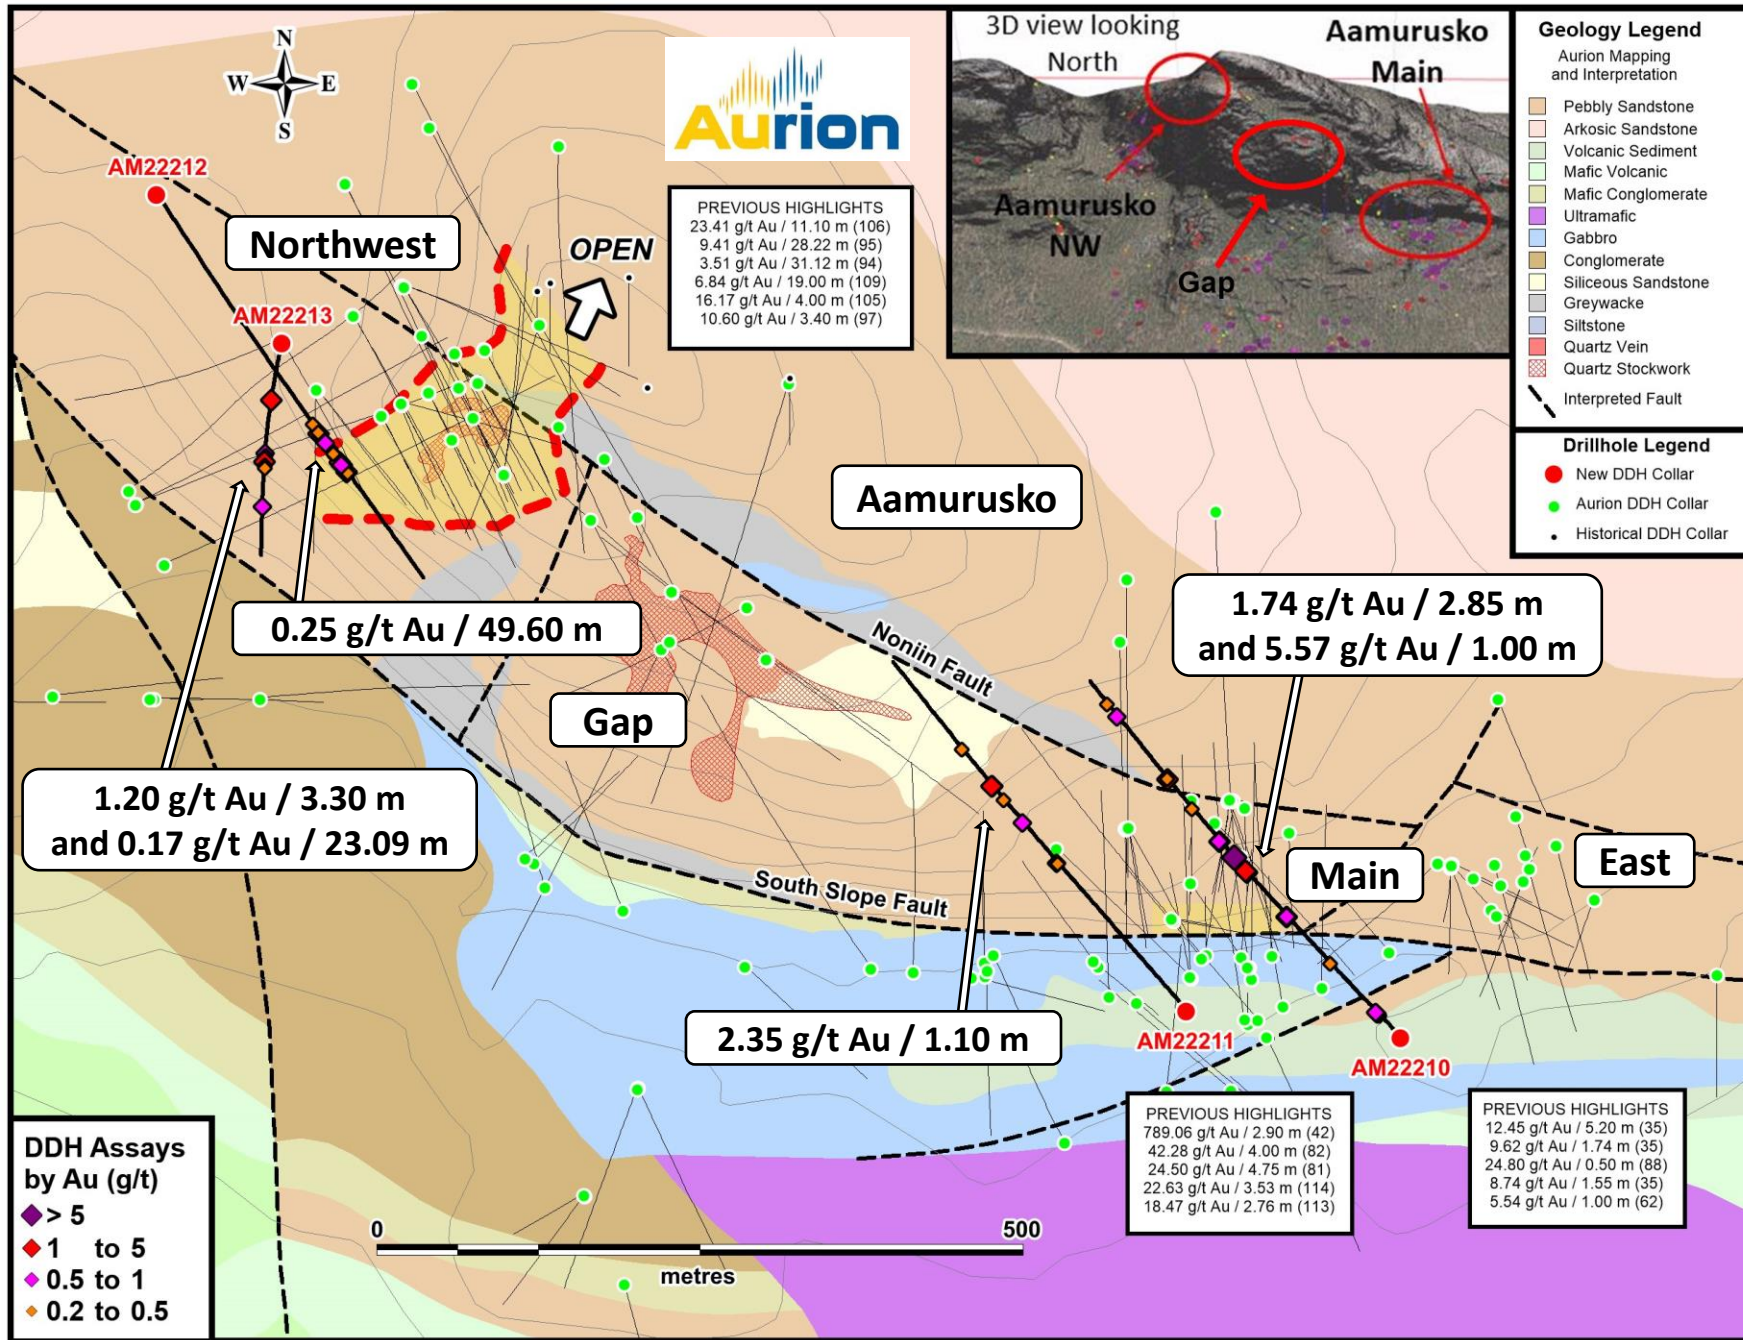 N
W E
S
Aurion
3D view looking
North
Aamurusko
Main
Aamurusko
NW
Gap
Geology Legend
Aurion Mapping
and Interpretation
Pebbly Sandstone
Arkosic Sandstone
Volcanic Sediment
Mafic Volcanic
Mafic Conglomerate
Ultramafic
Gabbro
Conglomerate
Siliceous Sandstone
Greywacke
Siltstone
Quartz Vein
Quartz Stockwork
Interpreted Fault
Drillhole Legend
New DDH Collar
Aurion DDH Collar
Historical DDH Collar
AM22212
Northwest
OPEN
PREVIOUS HIGHLIGHTS
23.41 g/t Au / 11.10 m (106)
9.41 g/t Au / 28.22 m (95)
3.51 g/t Au / 31.12 m (94)
6.84 g/t Au / 19.00 m (109)
16.17 g/t Au / 4.00 m (105)
10.60 g/t Au / 3.40 m (97)
AM22213
Aamurusko
0.25 g/t Au / 49.60 m
1.74 g/t Au / 2.85 m
and 5.57 g/t Au / 1.00 m
Noniin Fault
Gap
1.20 g/t Au / 3.30 m
and 0.17 g/t Au / 23.09 m
South Slope Fault
Main
East
2.35 g/t Au / 1.10 m
AM22211
AM22210
PREVIOUS HIGHLIGHTS
789.06 g/t Au / 2.90 m (42)
42.28 g/t Au / 4.00 m (82)
24.50 g/t Au / 4.75 m (81)
22.63 g/t Au / 3.53 m (114)
18.47 g/t Au / 2.76 m (113)
PREVIOUS HIGHLIGHTS
12.45 g/t Au / 5.20 m (35)
9.62 g/t Au / 1.74 m (35)
24.80 g/t Au / 0.50 m (88)
8.74 g/t Au / 1.55 m (35)
5.54 g/t Au / 1.00 m (62)
DDH Assays
by Au (g/t)
> 5
1 to 5
0.5 to 1
0.2 to 0.5
0 500
metres